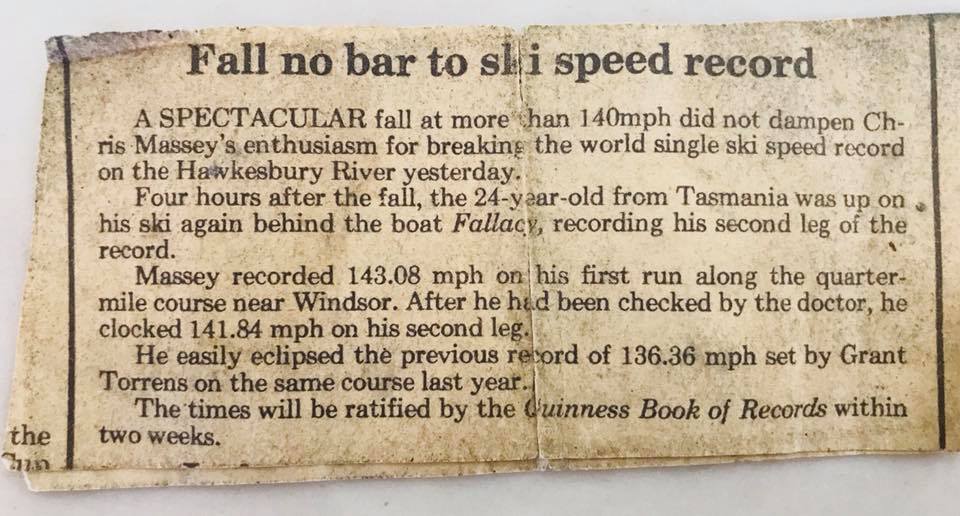 Fall no bar to ski speed record
A SPECTACULAR fall at more than 140mph did not dampen Ch-
ris Massey's enthusiasm for breaking the world single ski speed record
on the Hawkesbury River yesterday.
Four hours after the fall, the 24-year-old from Tasmania was up on
his ski again behind the boat Fallacy, recording his second leg of the
record.
Massey recorded 143.08 mph on his first run along the quarter-
mile course near Windsor. After he had been checked by the doctor, he
clocked 141.84 mph on his second leg.
He easily eclipsed the previous record of 136.36 mph set by Grant
Torrens on the same course last year.
The times will be ratified by the Guinness Book of Records within
two weeks.
the